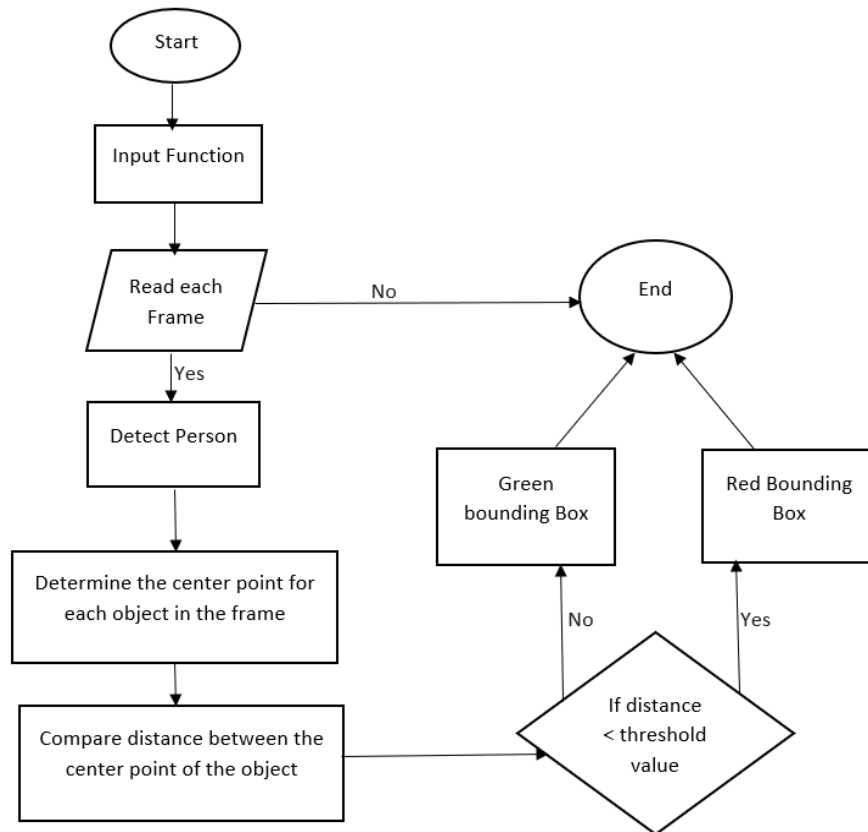 Start
Input Function
Read each
Frame
No
End
Yes
Detect Person
Green
bounding Box
Red Bounding
Box
Determine the center point for
each object in the frame
No
Yes
If distance
< threshold
value
Compare distance between the
center point of the object